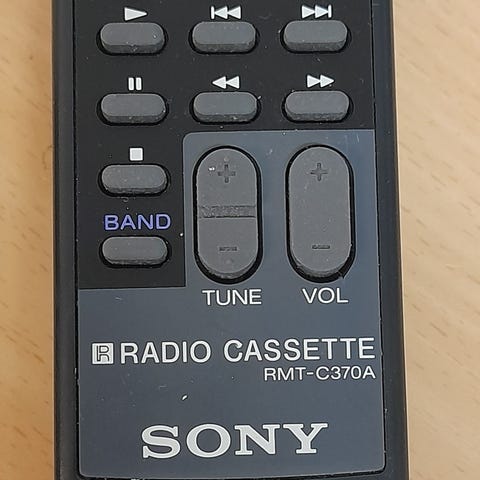 BAND
TUNE VOL
R RADIO CASSETTE
RMT-C370A
SONY